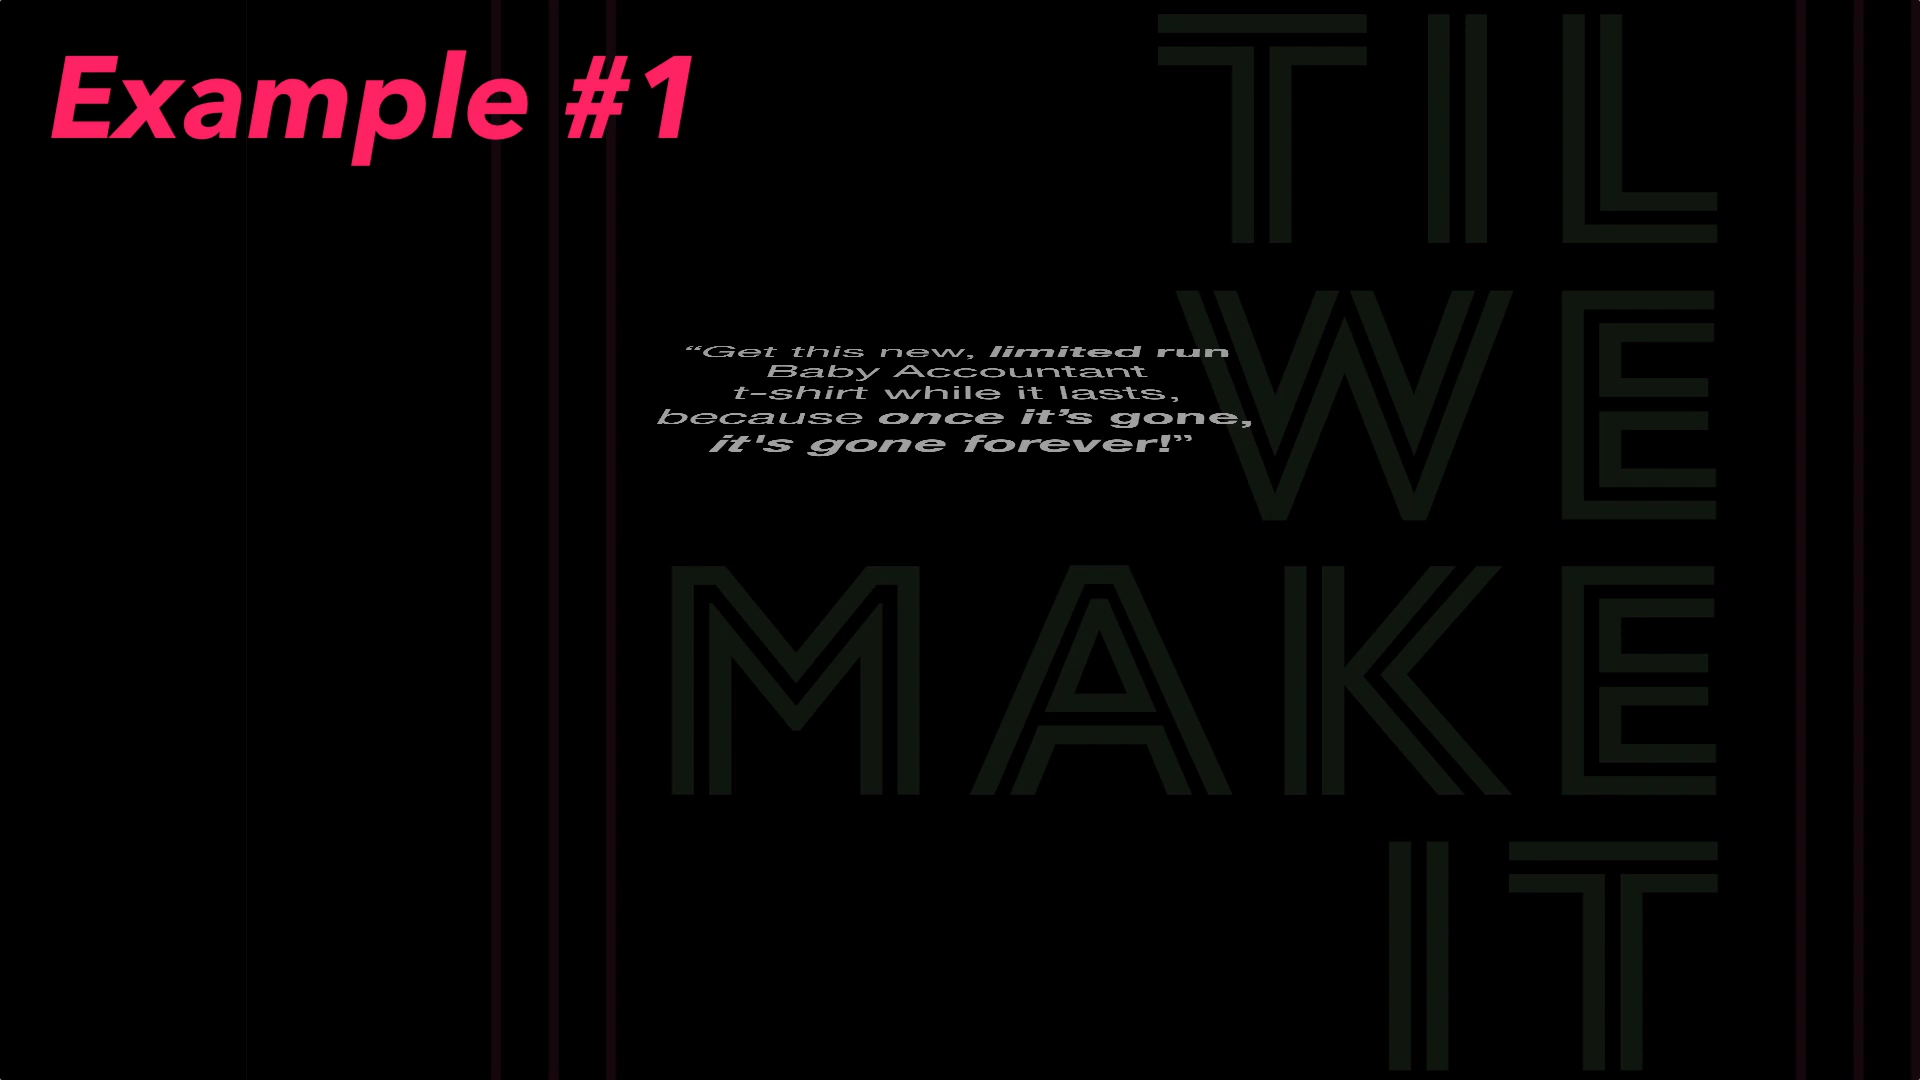 Example #1
TIL
WE
MAKE
IT
“Get this new, limited run
Baby Accountant
t-shirt while it lasts,
because once it’s gone,
it's gone forever!”